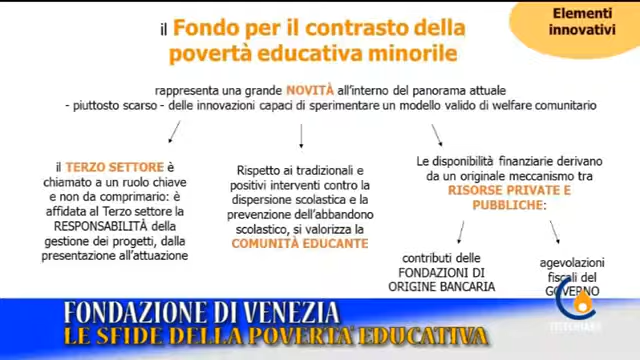 Elementi
innovativi
il Fondo per il contrasto della
povertà educativa minorile
rappresenta una grande NOVITÀ all'interno del panorama attuale
- piuttosto scarso - delle innovazioni capaci di sperimentare un modello valido di welfare comunitario
il TERZO SETTORE è
chiamato a un ruolo chiave
e non da comprimario: è
affidata al Terzo settore la
RESPONSABILITÀ della
gestione dei progetti, dalla
presentazione all'attuazione
Rispetto ai tradizionali e
positivi interventi contro la
dispersione scolastica e la
prevenzione dell'abbandono
scolastico, si valorizza la
COMUNITÀ EDUCANTE
Le disponibilità finanziarie derivano
da un originale meccanismo tra
RISORSE PRIVATE E
PUBBLICHE:
contributi delle
FONDAZIONI DI
ORIGINE BANCARIA
agevolazioni
fiscali del
GOVERNO
FONDAZIONE DI VENEZIA
LE SFIDE DELLA POVERTA' EDUCATIVA